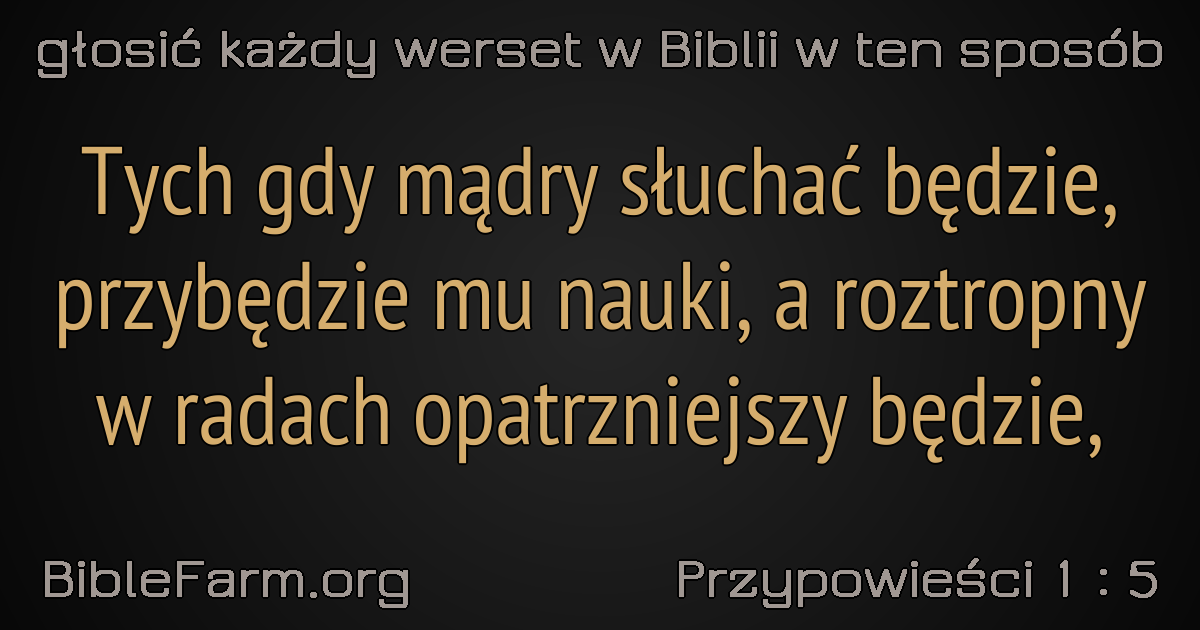 głosić każdy werset w Biblii w ten sposób
Tych gdy mądry słuchać będzie,
przybędzie mu nauki, a roztropny
w radach opatrzniejszy będzie,
BibleFarm.org
Przypowieści 1 : 5